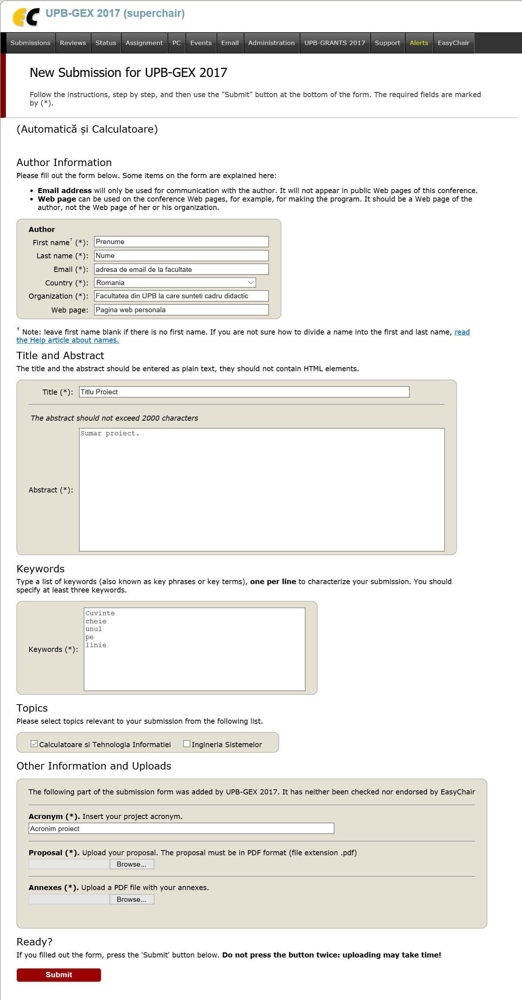 EC UPB-GEX 2017 (superchair)
Submissions Reviews Status Assignment PC Events Email Administration UPB-GRANTS 2017 Support Alerts EasyChair
New Submission for UPB-GEX 2017
Follow the instructions, step by step, and then use the "Submit" button at the bottom of the form. The required fields are marked
by (*).
(Automatică și Calculatoare)
Author Information
Please fill out the form below. Some items on the form are explained here:
• Email address will only be used for communication with the author. It will not appear in public Web pages of this conference.
• Web page can be used on the conference Web pages, for example, for making the program. It should be a Web page of the
author, not the Web page of her or his organization.
Author
First name† (*): Prenume
Last name (*): Nume
Email (*): adresa de email de la facultate
Country (*): Romania
Organization (*): Facultatea din UPB la care sunteti cadru didactic
Web page: Pagina web personala
† Note: leave first name blank if there is no first name. If you are not sure how to divide a name into the first and last name, read
the Help article about names.
Title and Abstract
The title and the abstract should be entered as plain text, they should not contain HTML elements.
Title (*): Titlu Proiect
The abstract should not exceed 2000 characters
Sumar proiect.
Abstract (*):
Keywords
Type a list of keywords (also known as key phrases or key terms), one per line to characterize your submission. You should
specify at least three keywords.
Cuvinte
cheie
unul
pe
linie
Keywords (*):
Topics
Please select topics relevant to your submission from the following list.
Calculatoare si Tehnologia Informatiei Ingineria Sistemelor
Other Information and Uploads
The following part of the submission form was added by UPB-GEX 2017. It has neither been checked nor endorsed by EasyChair
Acronym (*). Insert your project acronym.
Acronim proiect
Proposal (*). Upload your proposal. The proposal must be in PDF format (file extension .pdf)
Browse...
Annexes (*). Upload a PDF file with your annexes.
Browse...
Ready?
If you filled out the form, press the 'Submit' button below. Do not press the button twice: uploading may take time!
Submit